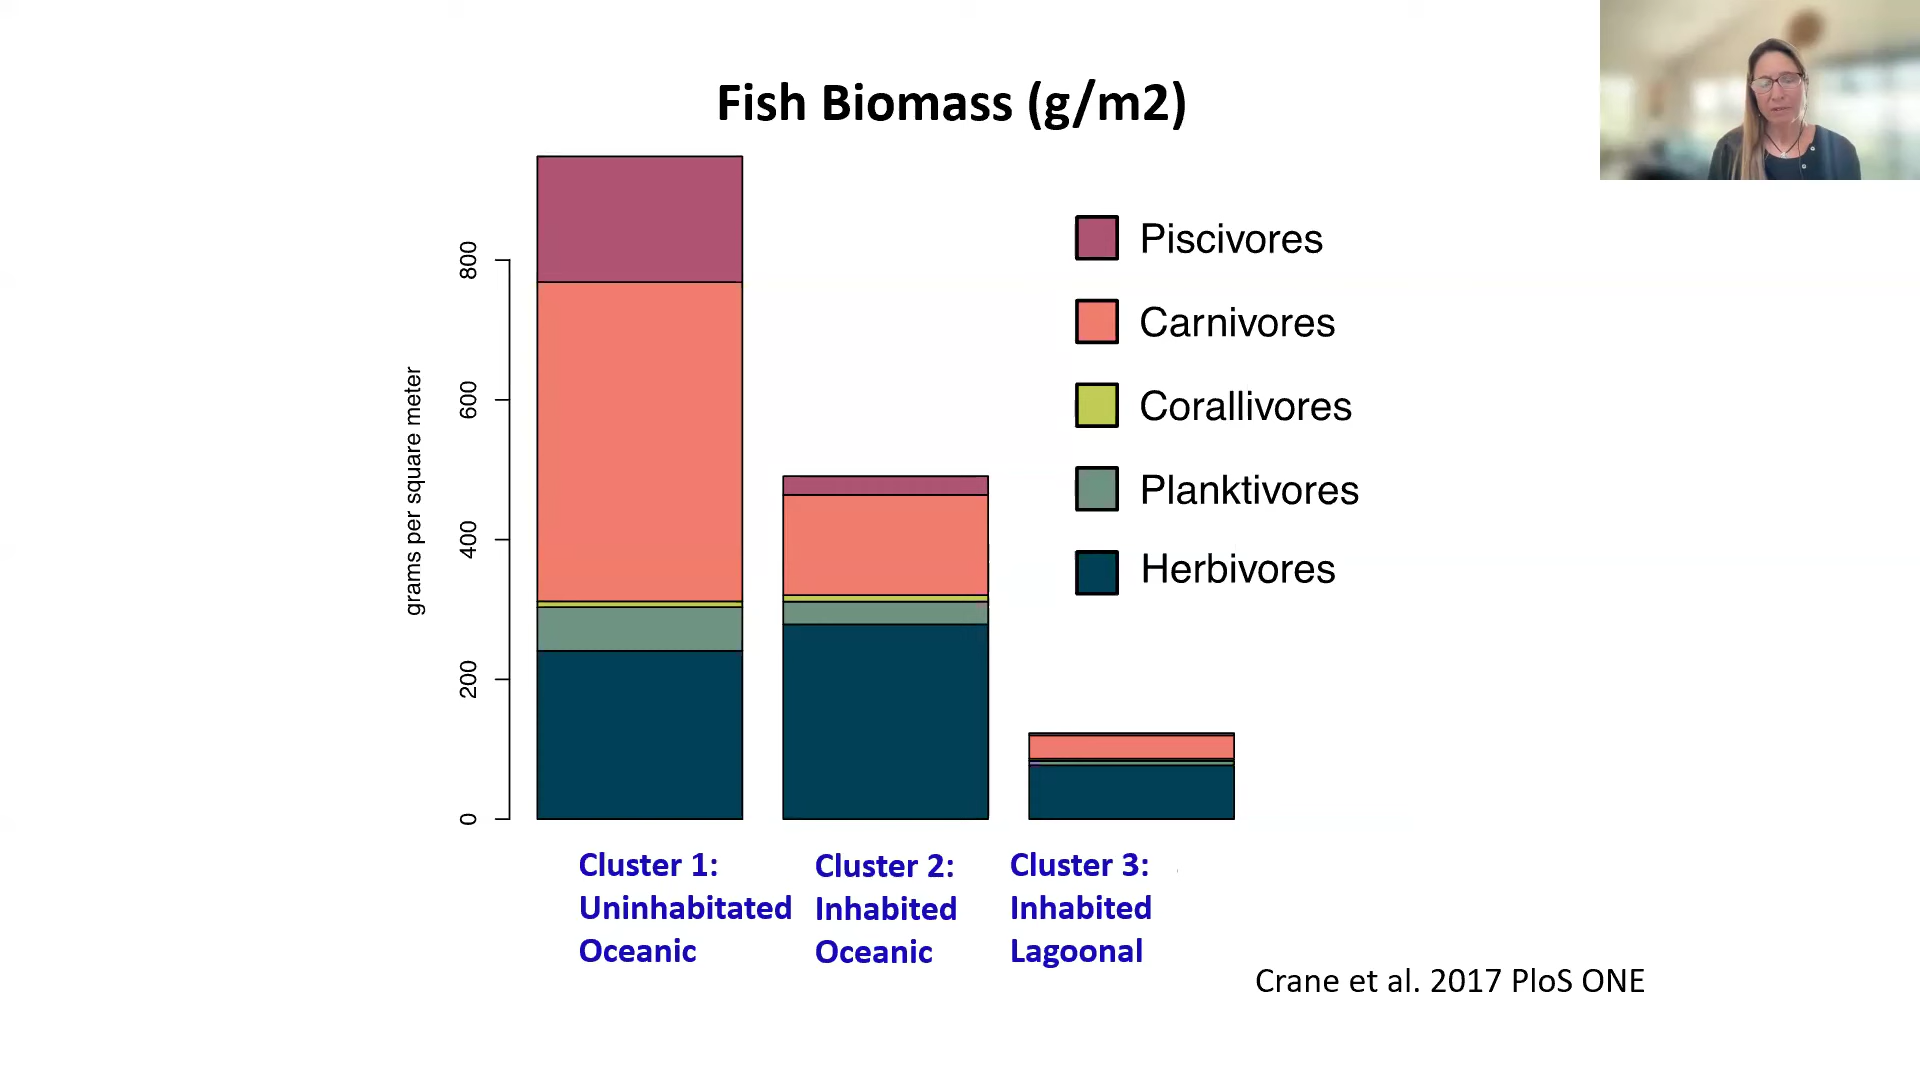 Fish Biomass (g/m2)
grams per square meter
800
600
400
200
0
Piscivores
Carnivores
Corallivores
Planktivores
Herbivores
Cluster 1:
Uninhabitated
Oceanic
Cluster 2:
Inhabited
Oceanic
Cluster 3:
Inhabited
Lagoonal
Crane et al. 2017 PloS ONE